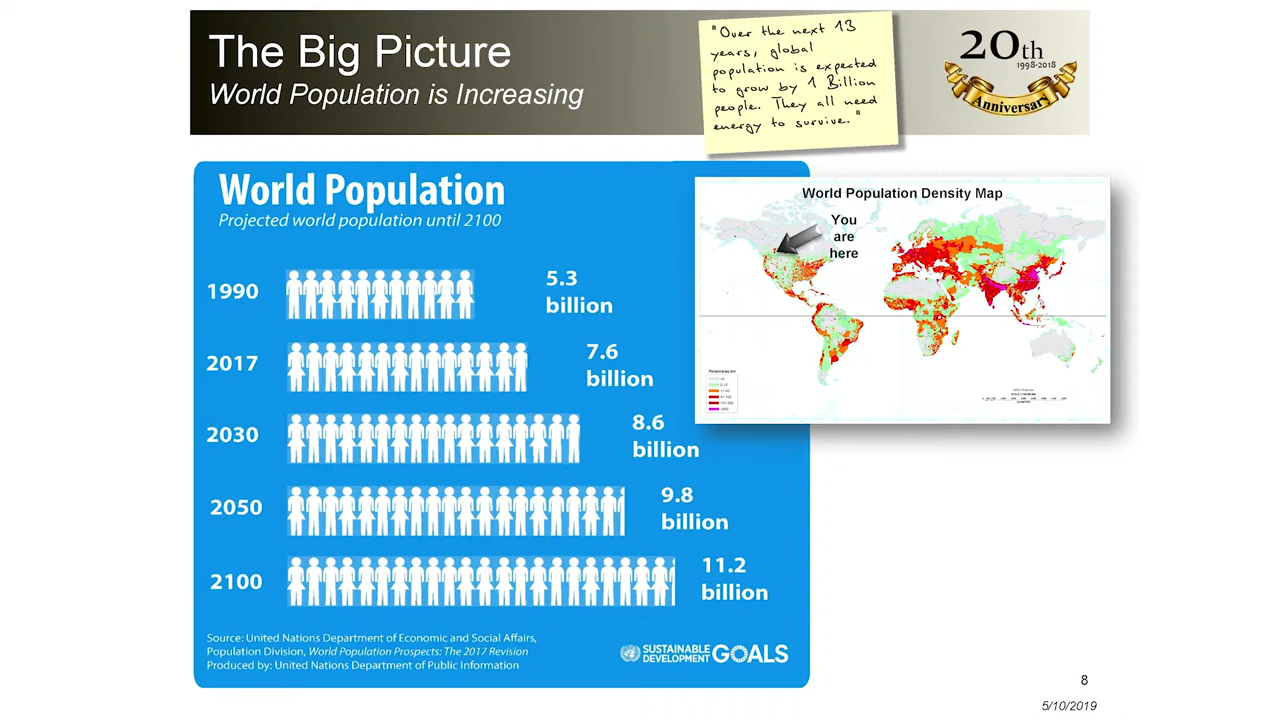 The Big Picture
World Population is Increasing
"Over the next 13
years, global
population is expected
to grow by 1 Billion
people. They all need
energy to survive."
20th
1998-2018
Anniversary
World Population
Projected world population until 2100
1990
5.3
billion
2017
7.6
billion
2030
8.6
billion
2050
9.8
billion
2100
11.2
billion
Source: United Nations Department of Economic and Social Affairs,
Population Division, World Population Prospects: The 2017 Revision
Produced by: United Nations Department of Public Information
SUSTAINABLE
DEVELOPMENT
GOALS
World Population Density Map
You
are
here
8
5/10/2019